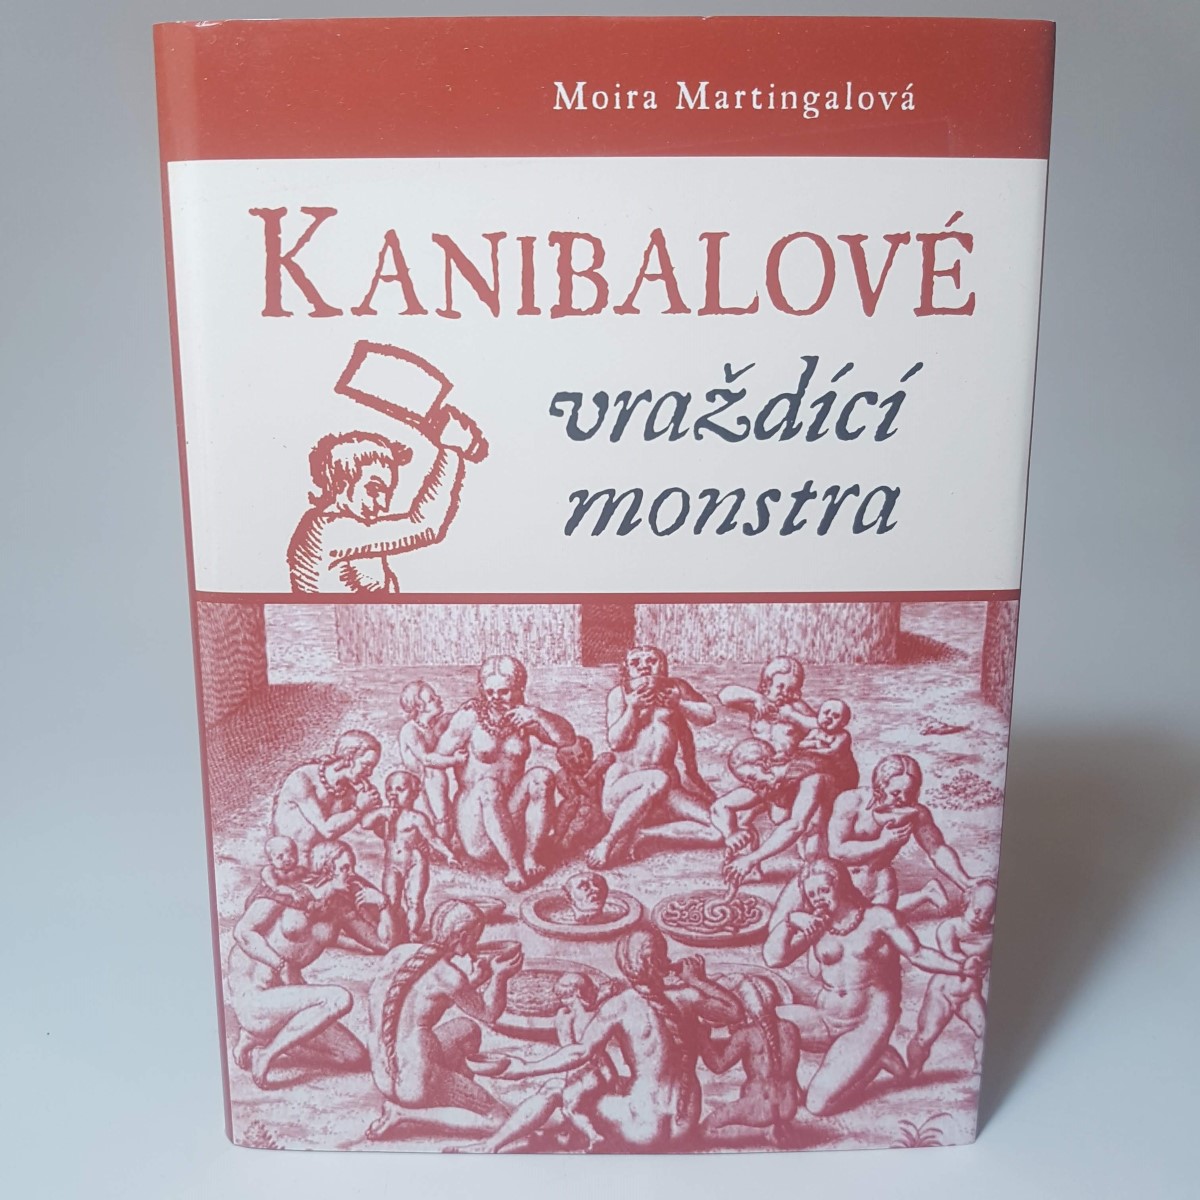 Moira Martingalová
KANIBALOVÉ
vraždící
monstra